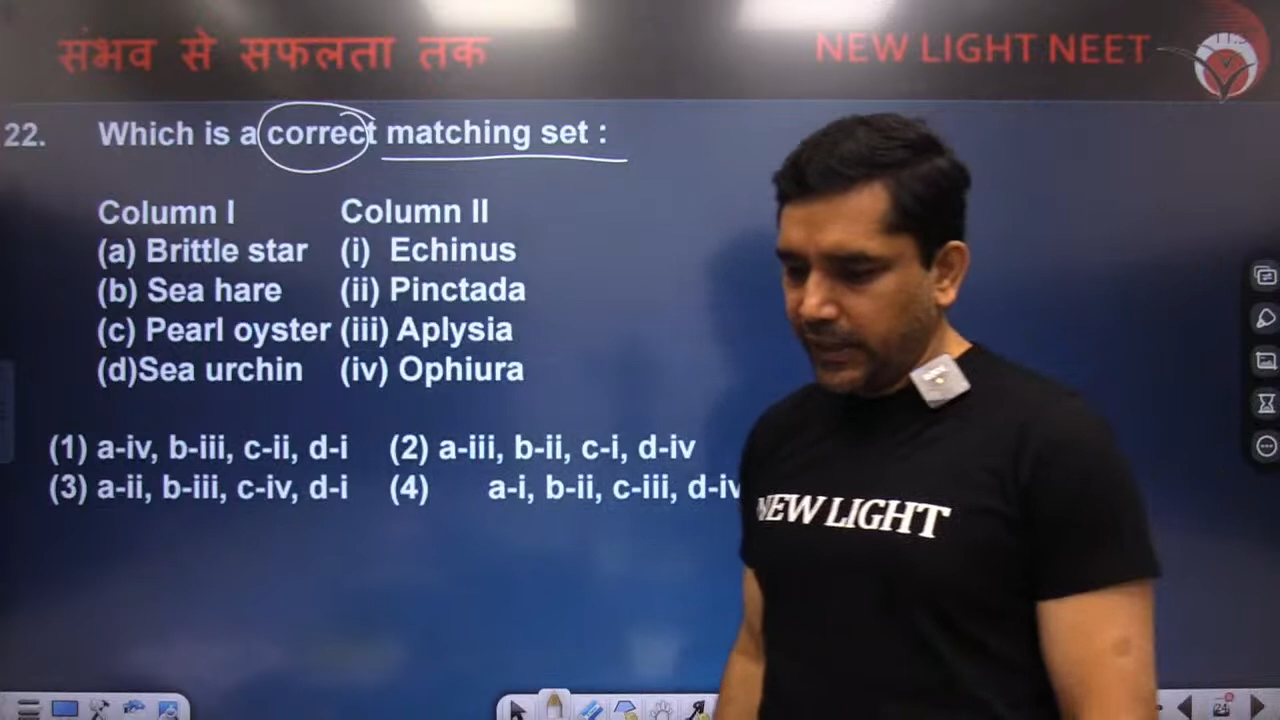 संभव से सफलता तक
NEW LIGHT NEET
22. Which is a correct matching set :
Column I Column II
(a) Brittle star (i) Echinus
(b) Sea hare (ii) Pinctada
(c) Pearl oyster (iii) Aplysia
(d)Sea urchin (iv) Ophiura
(1) a-iv, b-iii, c-ii, d-i (2) a-iii, b-ii, c-i, d-iv
(3) a-ii, b-iii, c-iv, d-i (4) a-i, b-ii, c-iii, d-iv
NEW LIGHT
24